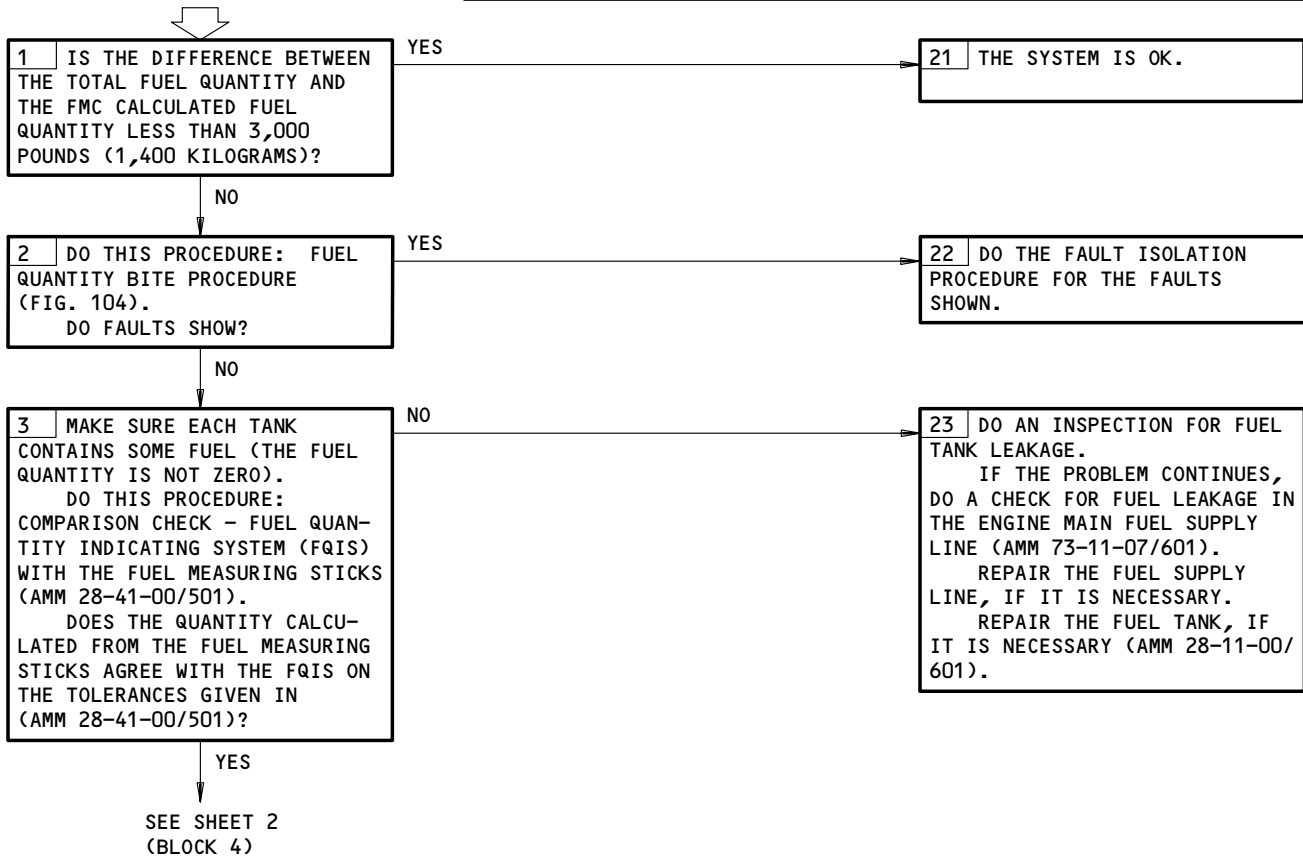 1 IS THE DIFFERENCE BETWEEN
THE TOTAL FUEL QUANTITY AND
THE FMC CALCULATED FUEL
QUANTITY LESS THAN 3,000
POUNDS (1,400 KILOGRAMS)?
YES
21 THE SYSTEM IS OK.
NO
2 DO THIS PROCEDURE: FUEL
QUANTITY BITE PROCEDURE
(FIG. 104).
DO FAULTS SHOW?
YES
22 DO THE FAULT ISOLATION
PROCEDURE FOR THE FAULTS
SHOWN.
NO
3 MAKE SURE EACH TANK
CONTAINS SOME FUEL (THE FUEL
QUANTITY IS NOT ZERO).
DO THIS PROCEDURE:
COMPARISON CHECK - FUEL QUAN-
TITY INDICATING SYSTEM (FQIS)
WITH THE FUEL MEASURING STICKS
(AMM 28-41-00/501).
DOES THE QUANTITY CALCU-
LATED FROM THE FUEL MEASURING
STICKS AGREE WITH THE FQIS ON
THE TOLERANCES GIVEN IN
(AMM 28-41-00/501)?
NO
23 DO AN INSPECTION FOR FUEL
TANK LEAKAGE.
IF THE PROBLEM CONTINUES,
DO A CHECK FOR FUEL LEAKAGE IN
THE ENGINE MAIN FUEL SUPPLY
LINE (AMM 73-11-07/601).
REPAIR THE FUEL SUPPLY
LINE, IF IT IS NECESSARY.
REPAIR THE FUEL TANK, IF
IT IS NECESSARY (AMM 28-11-00/
601).
YES
SEE SHEET 2
(BLOCK 4)